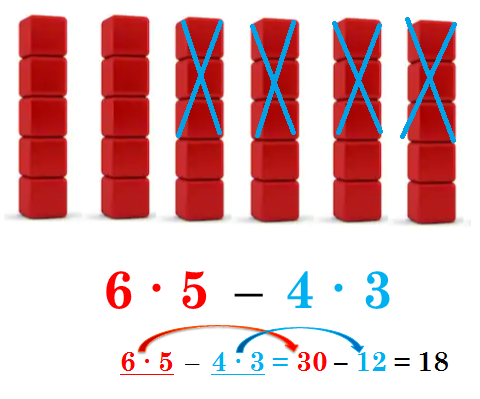 6 · 5 – 4 · 3
6 · 5 – 4 · 3 = 30 – 12 = 18